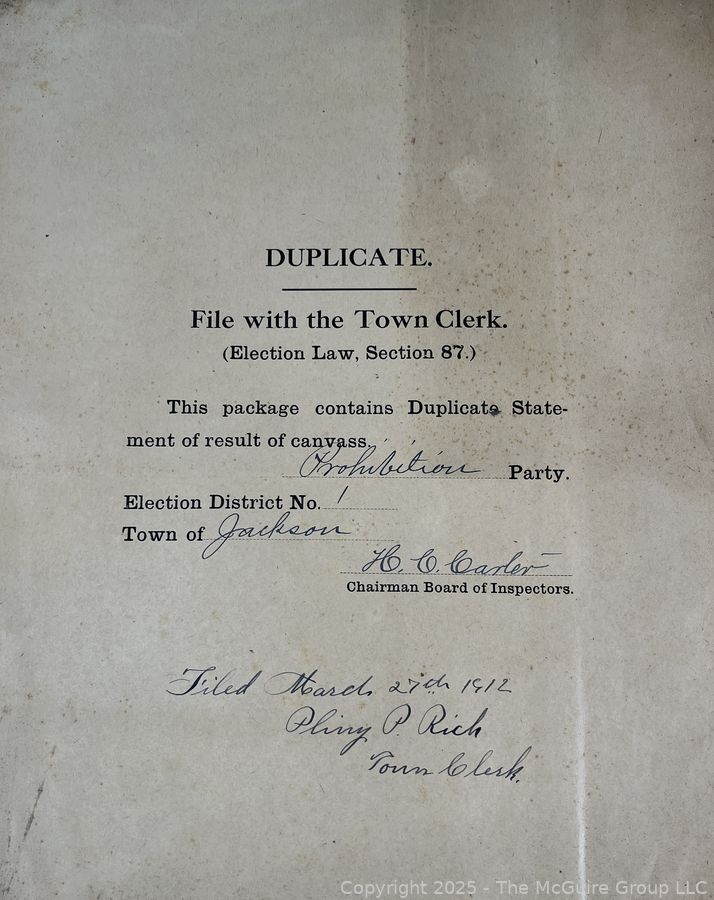 DUPLICATE.
File with the Town Clerk.
(Election Law, Section 87.)
This package contains Duplicate State-
ment of result of canvass
Prohibition Party.
Election District No. 1
Town of Jackson
H. C. Carter
Chairman Board of Inspectors.
Filed March 27th 1912
Pliny P. Rich
Town Clerk.
Copyright 2025 - The McGuire Group LLC